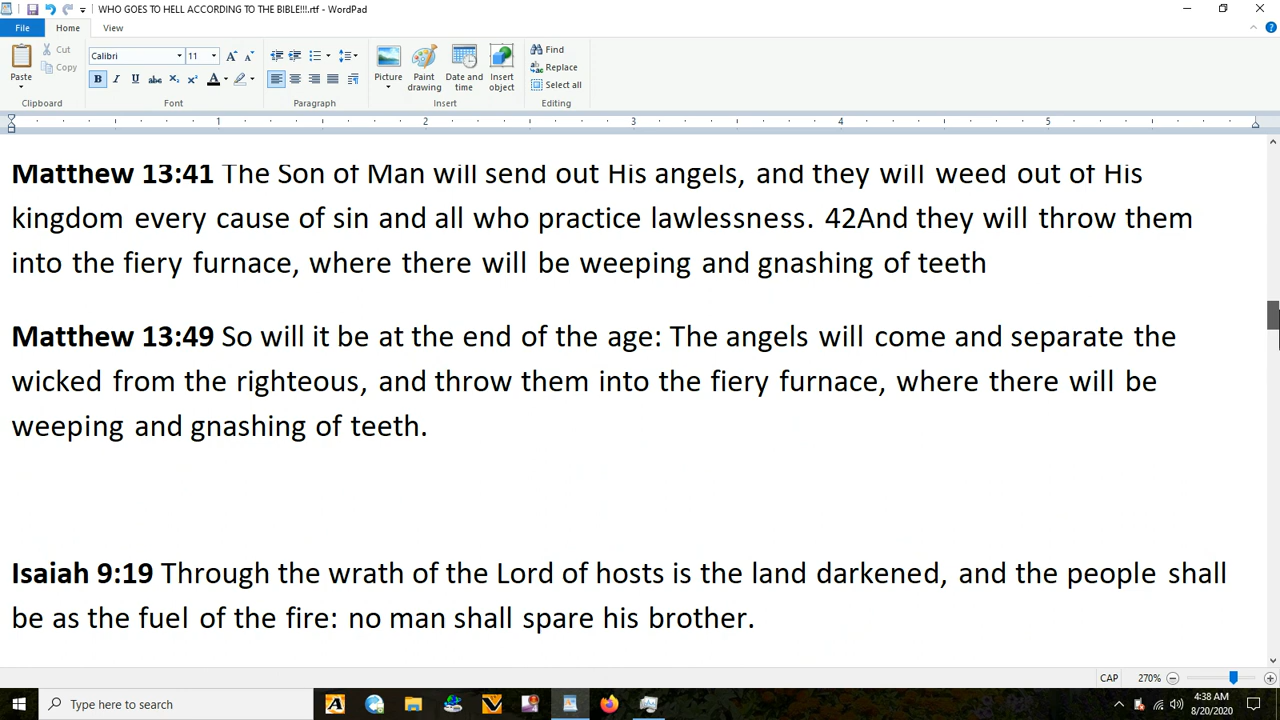 WHO GOES TO HELL ACCORDING TO THE BIBLE!!!.rtf - WordPad
File Home View
Paste
Cut
Copy
Clipboard
Calibri 11
Font
Paragraph
Picture
Paint drawing
Date and time
Insert object
Insert
Find
Replace
Select all
Editing
1 2 3 4 5
Matthew 13:41 The Son of Man will send out His angels, and they will weed out of His
kingdom every cause of sin and all who practice lawlessness. 42And they will throw them
into the fiery furnace, where there will be weeping and gnashing of teeth
Matthew 13:49 So will it be at the end of the age: The angels will come and separate the
wicked from the righteous, and throw them into the fiery furnace, where there will be
weeping and gnashing of teeth.
Isaiah 9:19 Through the wrath of the Lord of hosts is the land darkened, and the people shall
be as the fuel of the fire: no man shall spare his brother.
CAP 270%
Type here to search
4:38 AM
8/20/2020